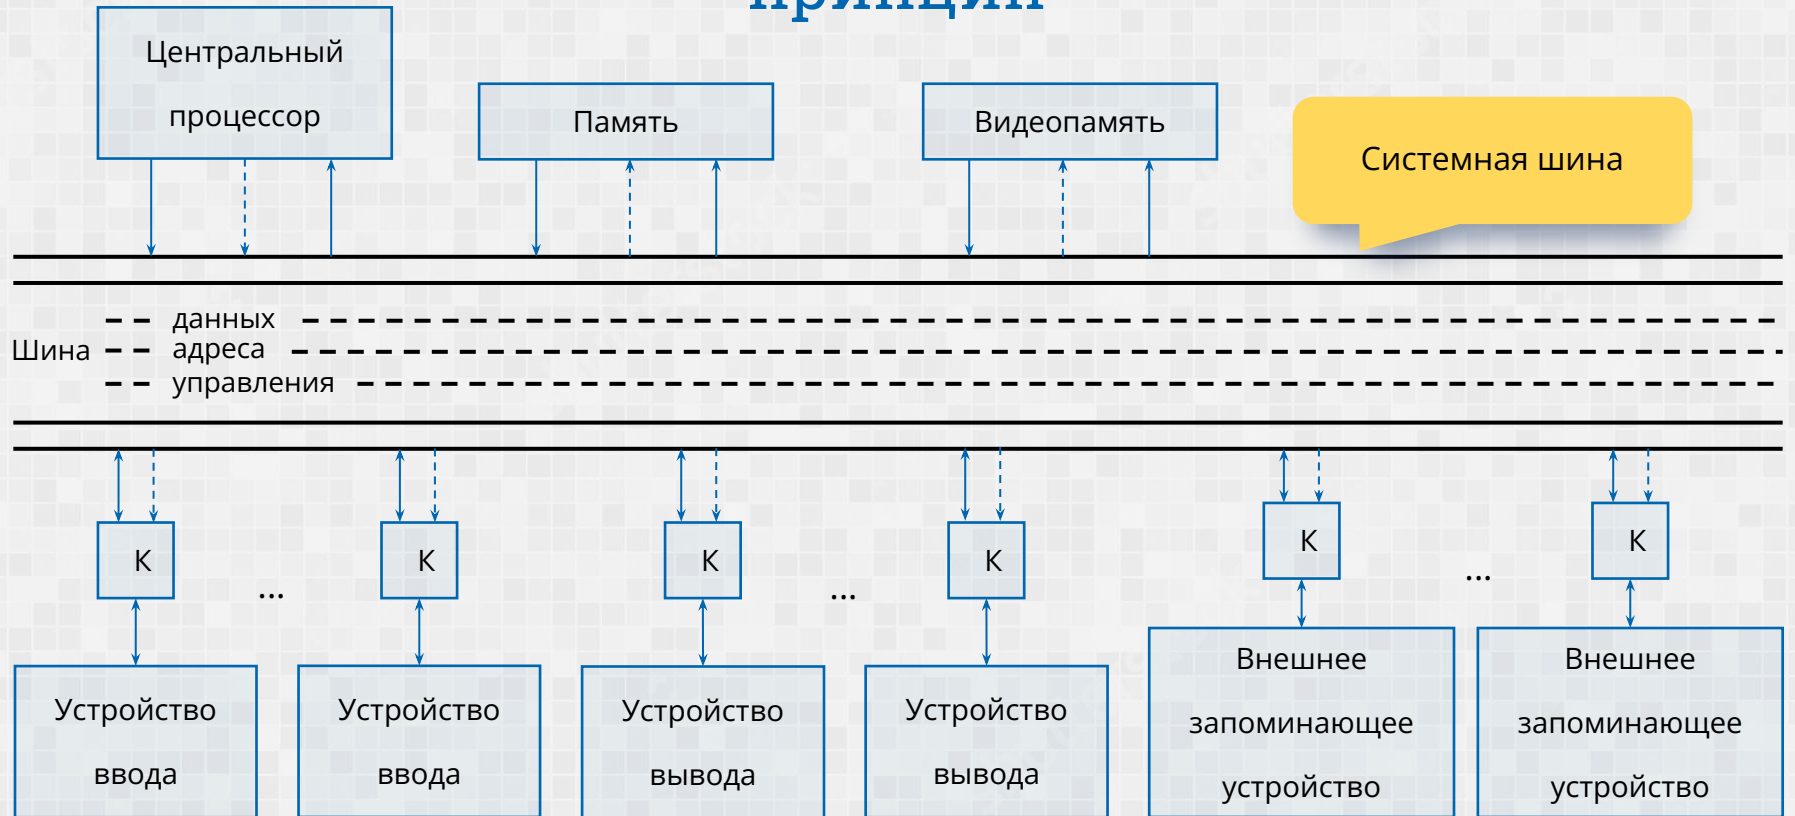 принцип
Центральный
процессор
Память
Видеопамять
Системная шина
данных
Шина
адреса
управления
К
К
К
К
К
К
...
...
...
Устройство
ввода
Устройство
ввода
Устройство
вывода
Устройство
вывода
Внешнее
запоминающее
устройство
Внешнее
запоминающее
устройство